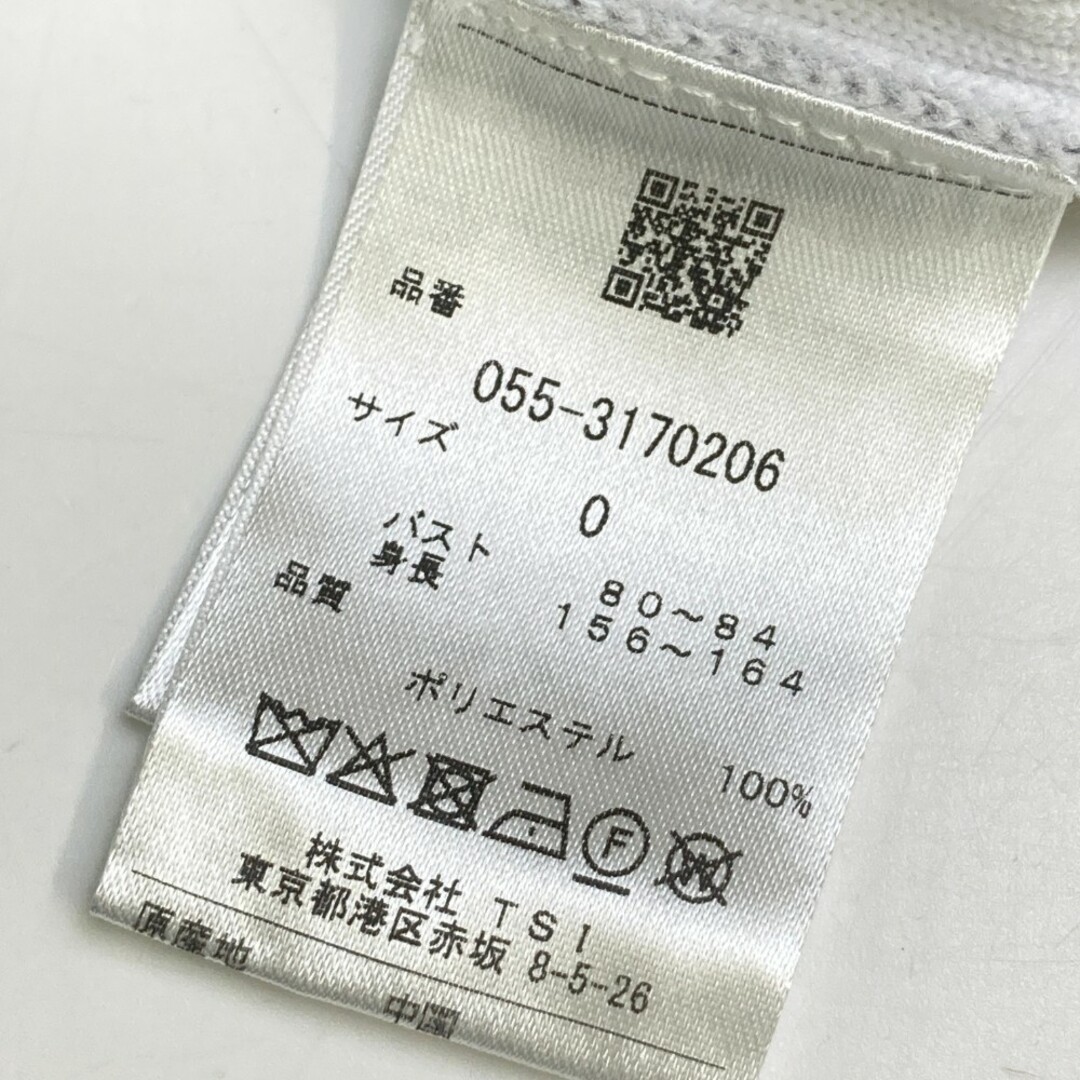 品番
055-3170206
サイズ
0
バスト 80～84
身長 156～164
品質
ポリエステル 100%
F
W
株式会社 TSI
東京都港区赤坂 8-5-26
原産地
中国